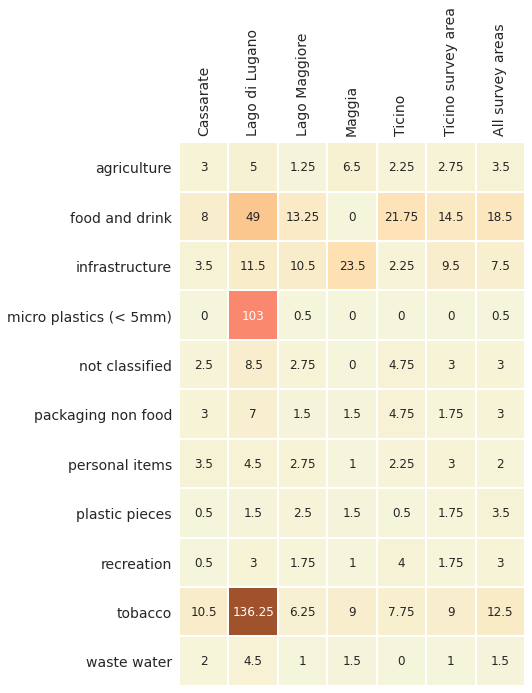 Cassarate Lago di Lugano Lago Maggiore Maggia Ticino Ticino survey area All survey areas
agriculture 3 5 1.25 6.5 2.25 2.75 3.5
food and drink 8 49 13.25 0 21.75 14.5 18.5
infrastructure 3.5 11.5 10.5 23.5 2.25 9.5 7.5
micro plastics (< 5mm) 0 103 0.5 0 0 0 0.5
not classified 2.5 8.5 2.75 0 4.75 3 3
packaging non food 3 7 1.5 1.5 4.75 1.75 3
personal items 3.5 4.5 2.75 1 2.25 3 2
plastic pieces 0.5 1.5 2.5 1.5 0.5 1.75 3.5
recreation 0.5 3 1.75 1 4 1.75 3
tobacco 10.5 136.25 6.25 9 7.75 9 12.5
waste water 2 4.5 1 1.5 0 1 1.5